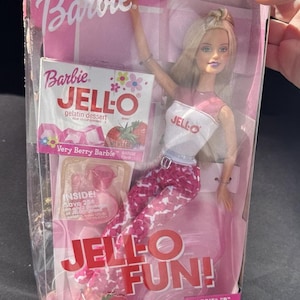 Barbie
Barbie
JELL-O
gelatin dessert
Very Berry Barbie
JELL-O
INSIDE!
JELL-O
FUN!